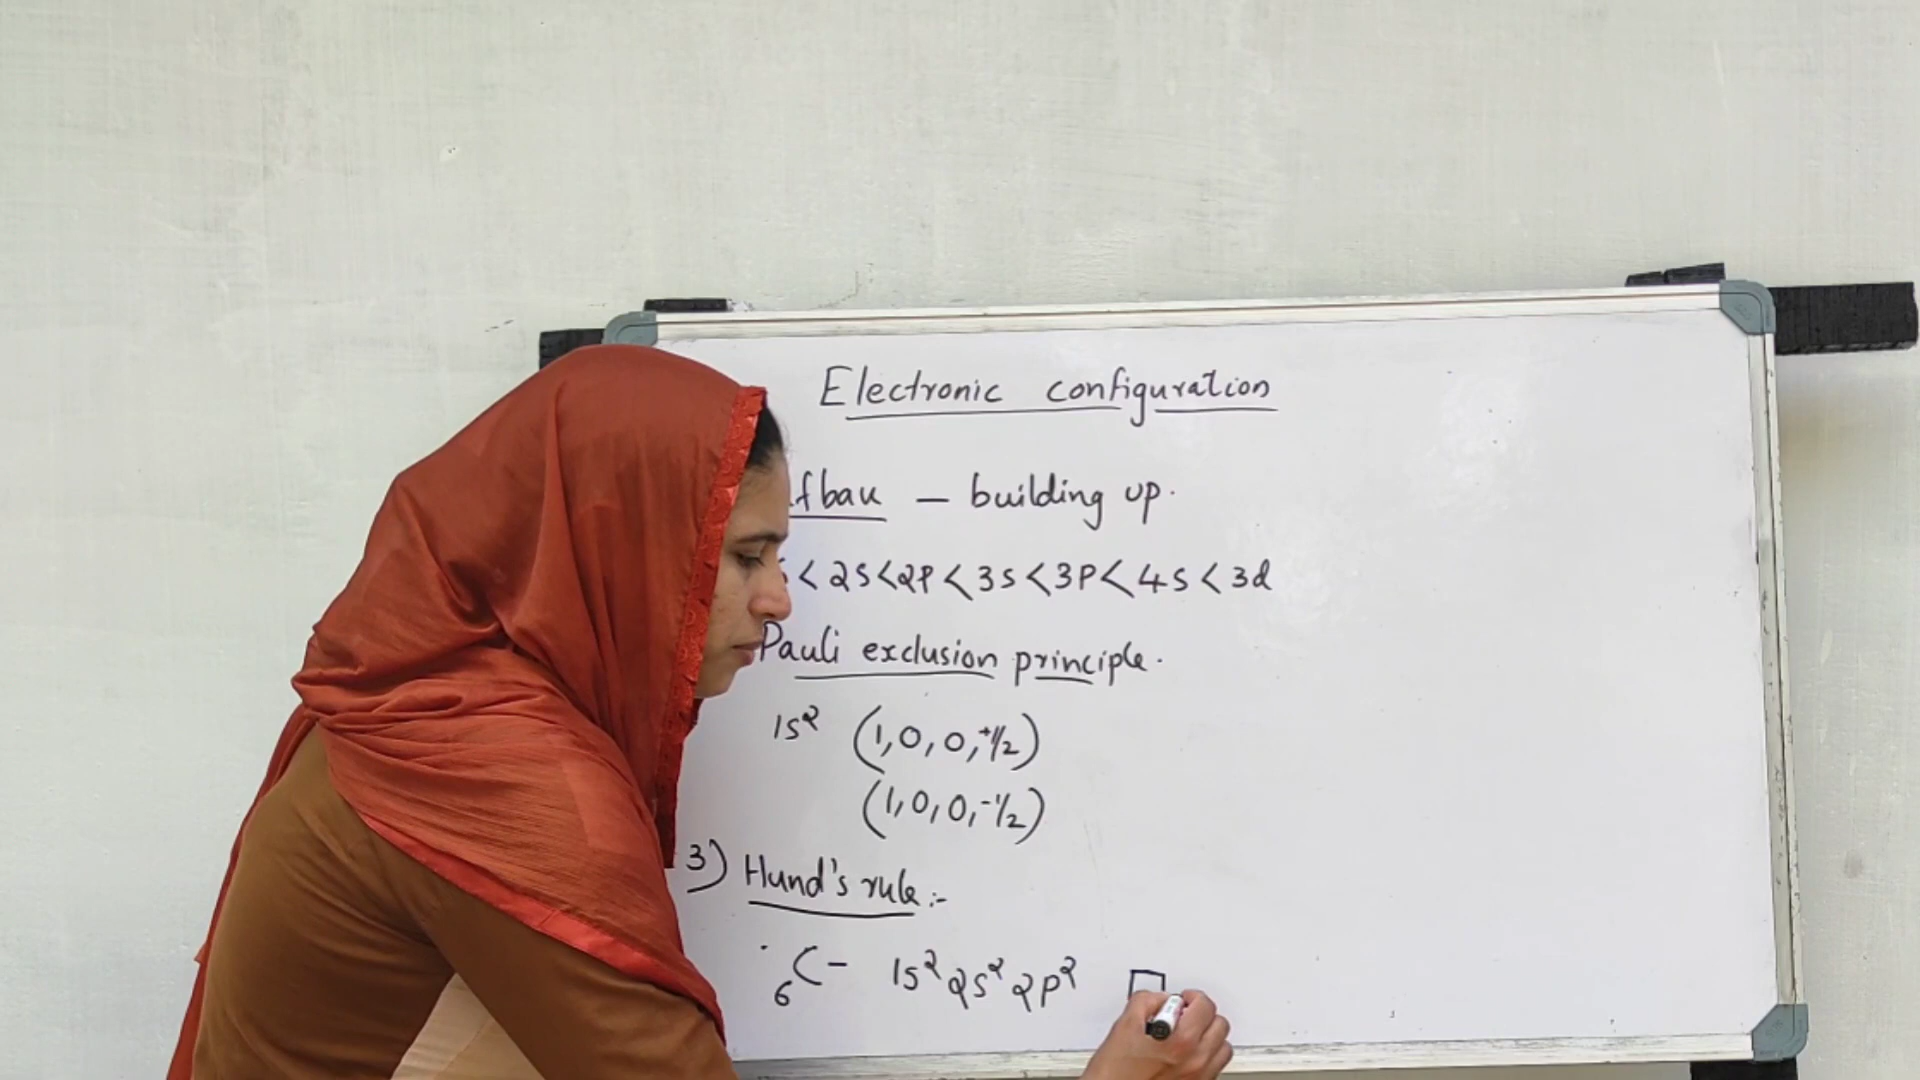 Electronic configuration
fbau — building up.
< 2s < 2p < 3s < 3p < 4s < 3d
Pauli exclusion principle.
1s² (1, 0, 0, +1/2)
(1, 0, 0, -1/2)
3) Hund's rule :-
₆C – 1s² 2s² 2p²